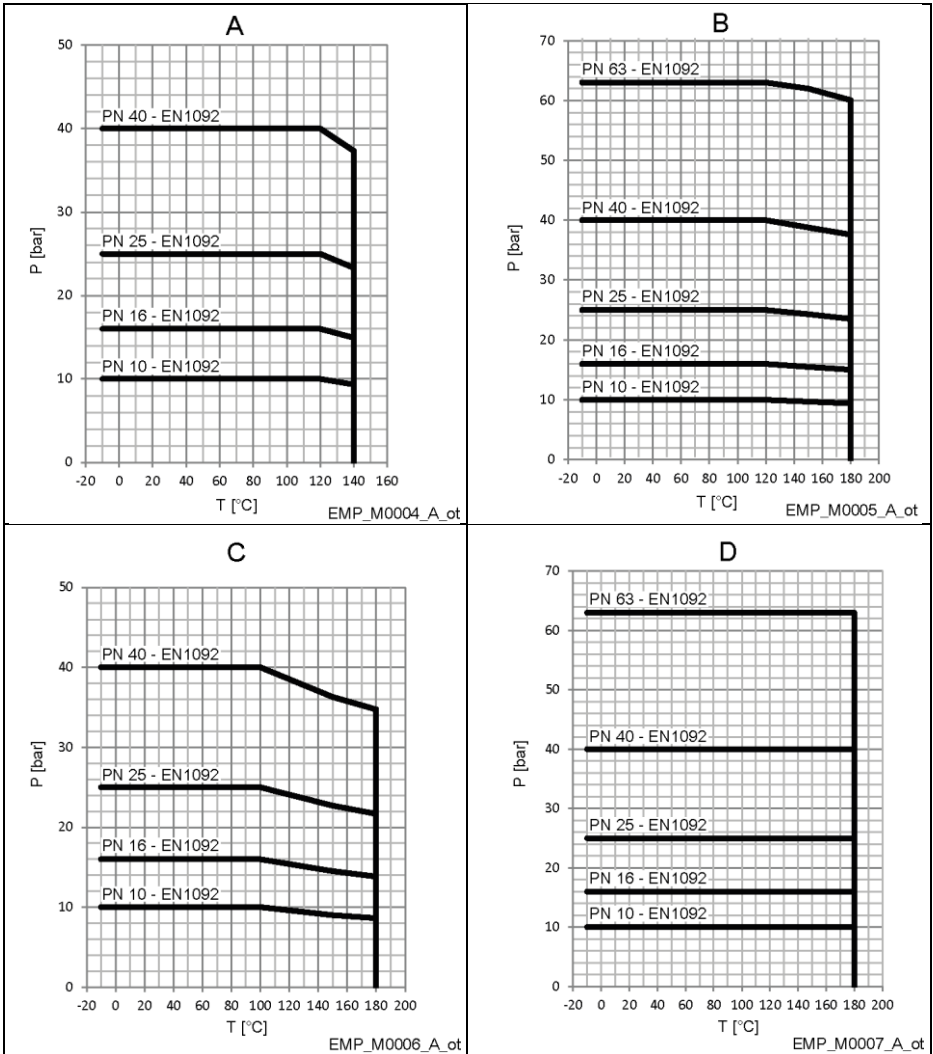 A
50
PN 40 - EN1092
40
30
P [bar]
PN 25 - EN1092
20
PN 16 - EN1092
PN 10 - EN1092
10
0
-20 0 20 40 60 80 100 120 140 160
T [°C]
EMP_M0004_A_ot
B
70
PN 63 - EN1092
60
50
PN 40 - EN1092
40
P [bar]
30
PN 25 - EN1092
20
PN 16 - EN1092
PN 10 - EN1092
10
0
-20 0 20 40 60 80 100 120 140 160 180 200
T [°C]
EMP_M0005_A_ot
C
50
PN 40 - EN1092
40
30
P [bar]
PN 25 - EN1092
20
PN 16 - EN1092
PN 10 - EN1092
10
0
-20 0 20 40 60 80 100 120 140 160 180 200
T [°C]
EMP_M0006_A_ot
D
70
PN 63 - EN1092
60
50
PN 40 - EN1092
40
P [bar]
30
PN 25 - EN1092
20
PN 16 - EN1092
PN 10 - EN1092
10
0
-20 0 20 40 60 80 100 120 140 160 180 200
T [°C]
EMP_M0007_A_ot